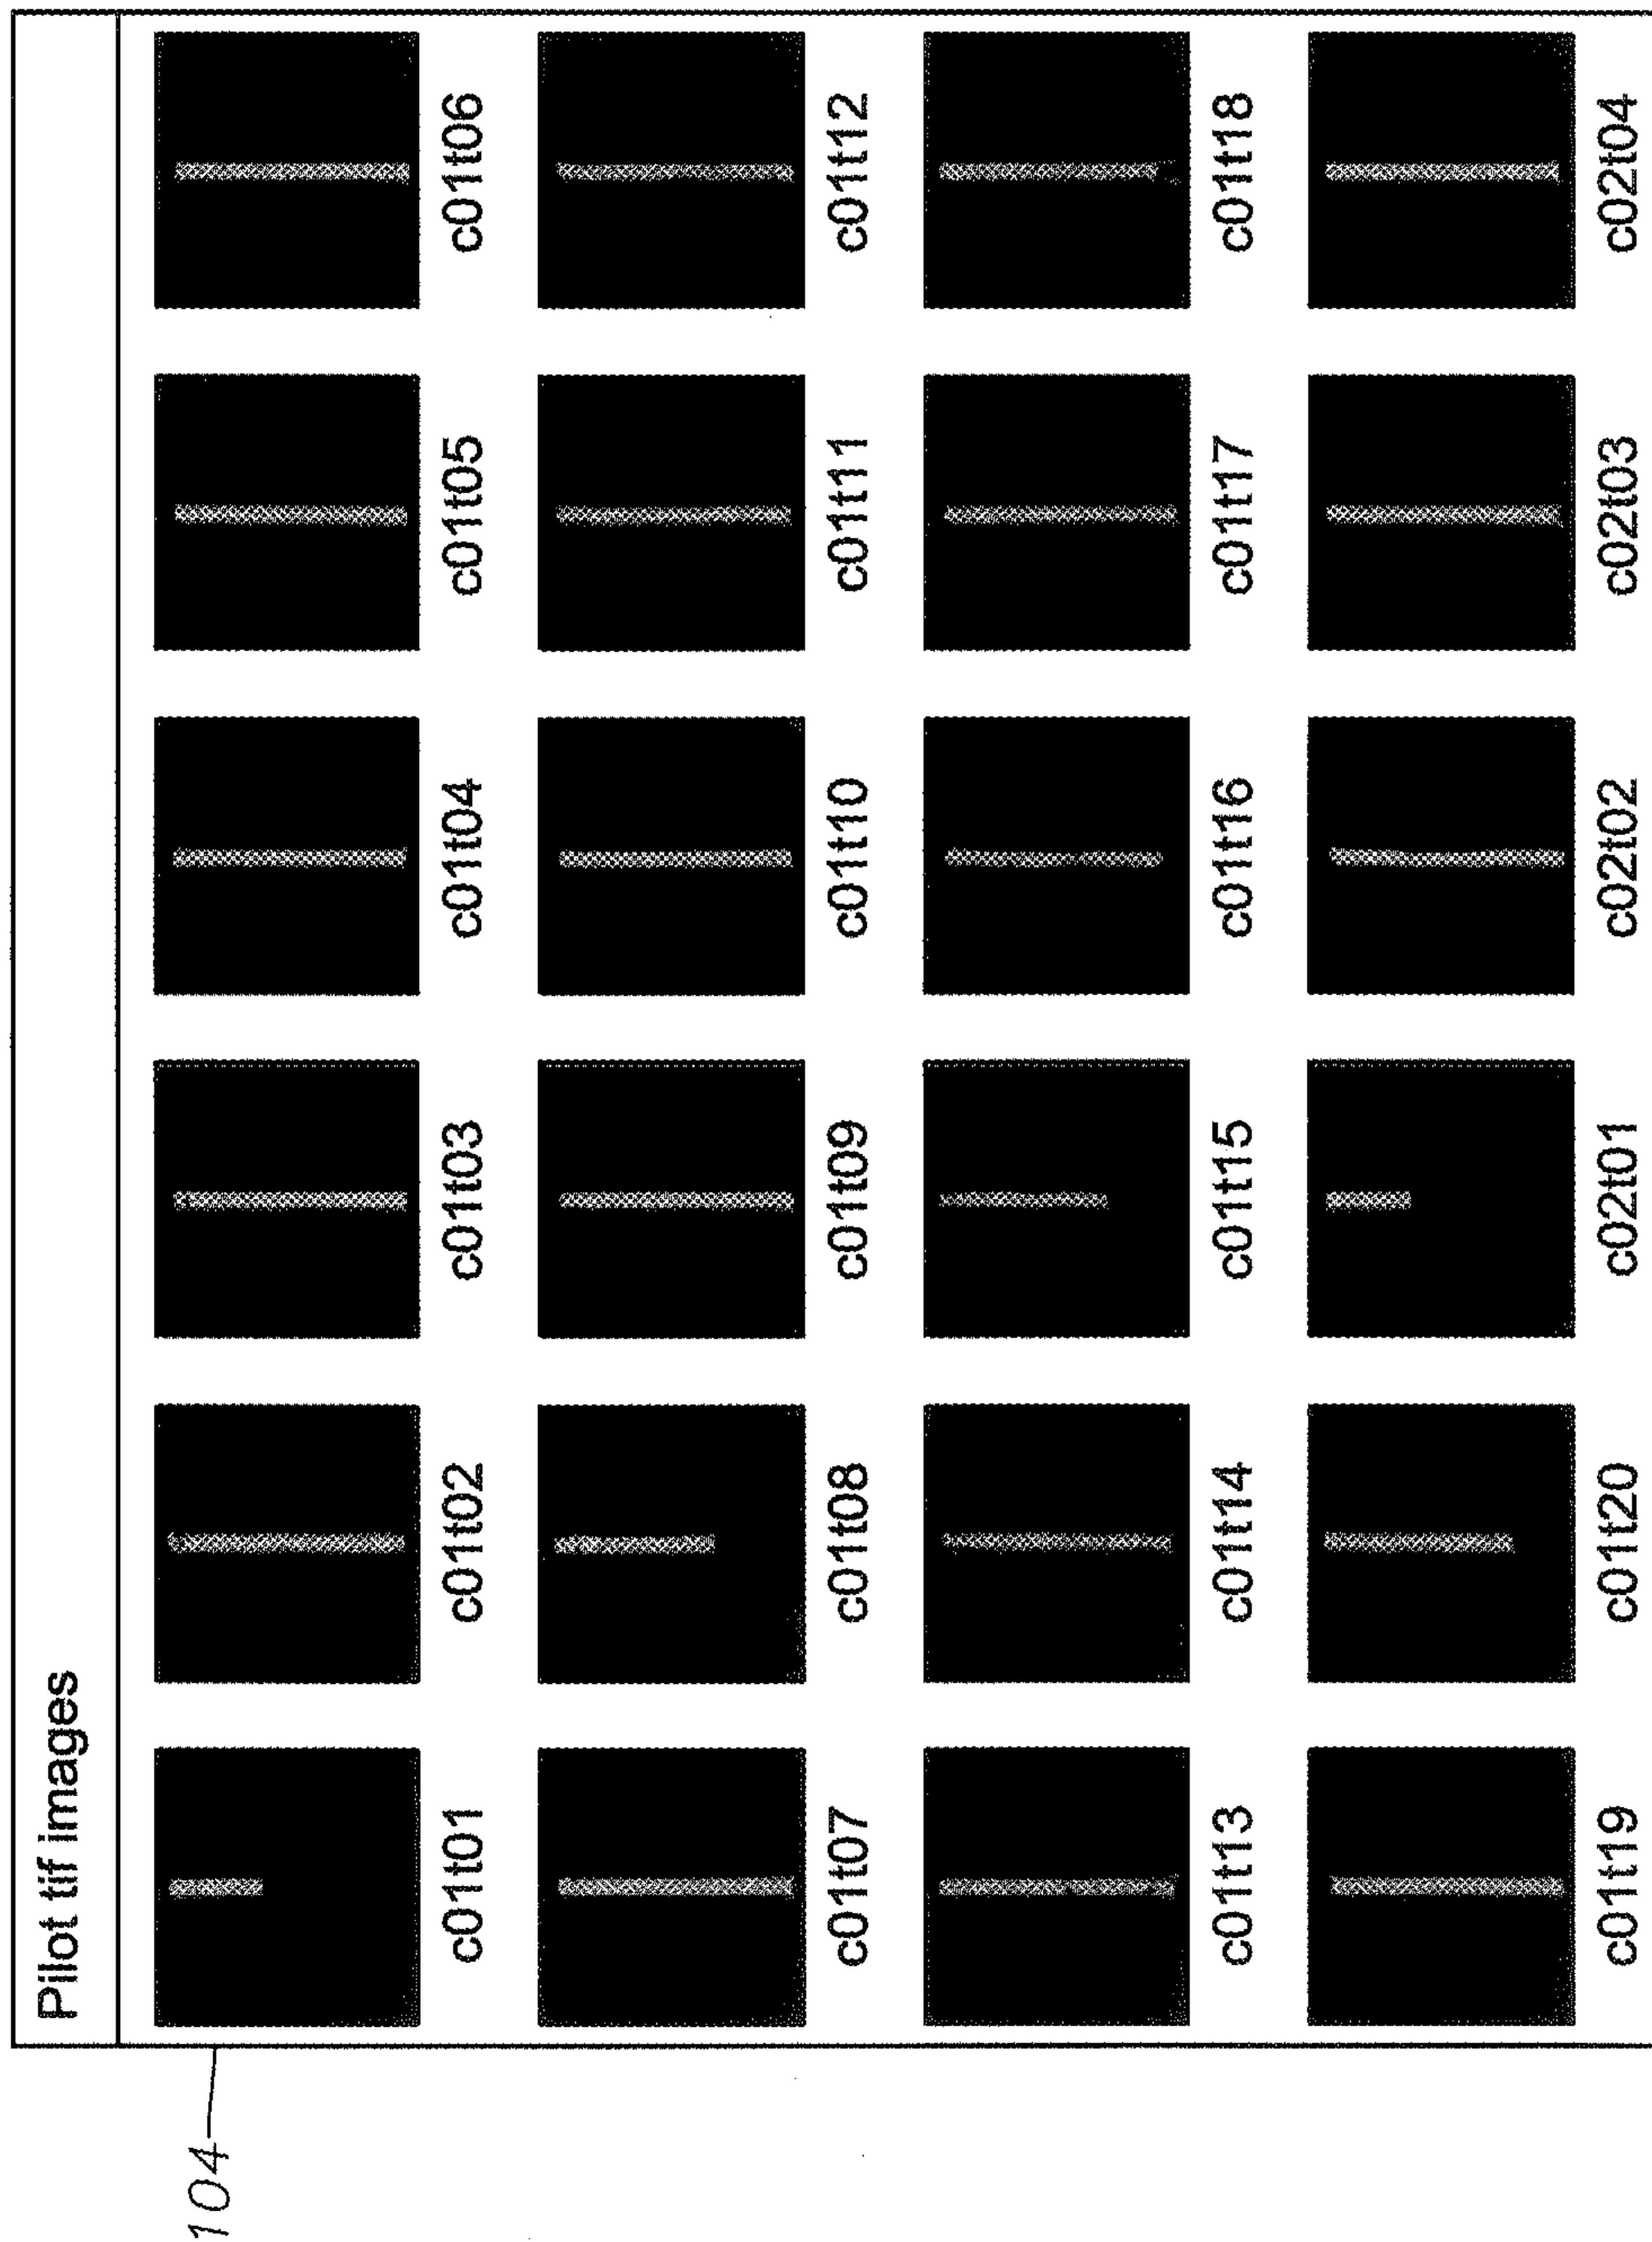 Pilot tif images
c01t01 c01t02 c01t03 c01t04 c01t05 c01t06
c01t07 c01t08 c01t09 c01t10 c01t11 c01t12
c01t13 c01t14 c01t15 c01t16 c01t17 c01t18
c01t19 c01t20 c02t01 c02t02 c02t03 c02t04
104